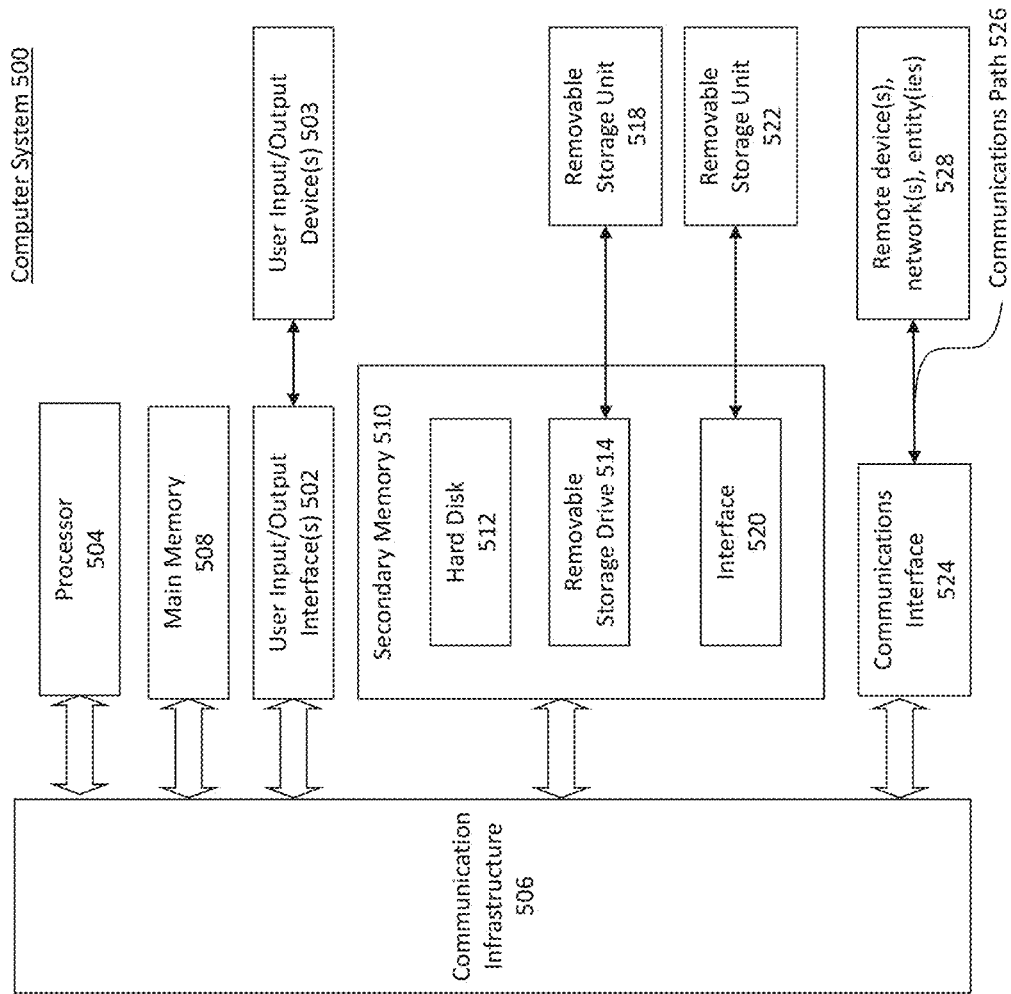 Computer System 500
Communication
Infrastructure
506
Processor
504
Main Memory
508
User Input/Output
Interface(s) 502
User Input/Output
Device(s) 503
Secondary Memory 510
Hard Disk
512
Removable
Storage Drive 514
Removable
Storage Unit
518
Interface
520
Removable
Storage Unit
522
Communications
Interface
524
Remote device(s),
network(s), entity(ies)
528
Communications Path 526